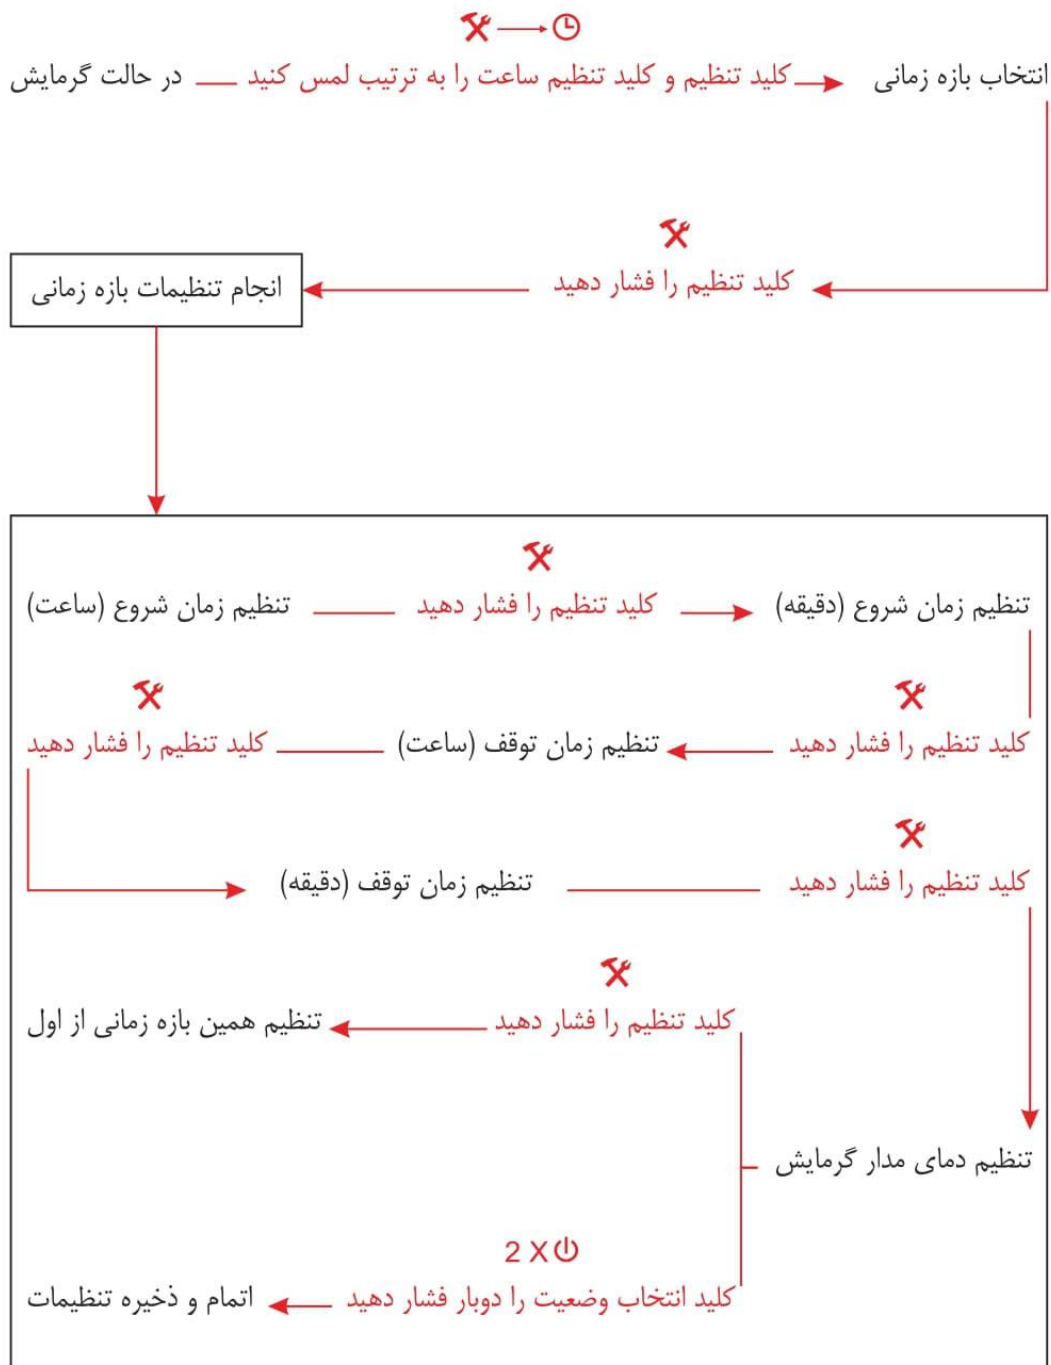 در حالت گرمایش کلید تنظیم و کلید تنظیم ساعت را به ترتیب لمس کنید انتخاب بازه زمانی
کلید تنظیم را فشار دهید
انجام تنظیمات بازه زمانی
تنظیم زمان شروع (ساعت) کلید تنظیم را فشار دهید تنظیم زمان شروع (دقیقه)
کلید تنظیم را فشار دهید تنظیم زمان توقف (ساعت) کلید تنظیم را فشار دهید
تنظیم زمان توقف (دقیقه) کلید تنظیم را فشار دهید
کلید تنظیم را فشار دهید تنظیم همین بازه زمانی از اول
تنظیم دمای مدار گرمایش
2 X
کلید انتخاب وضعیت را دوبار فشار دهید اتمام و ذخیره تنظیمات